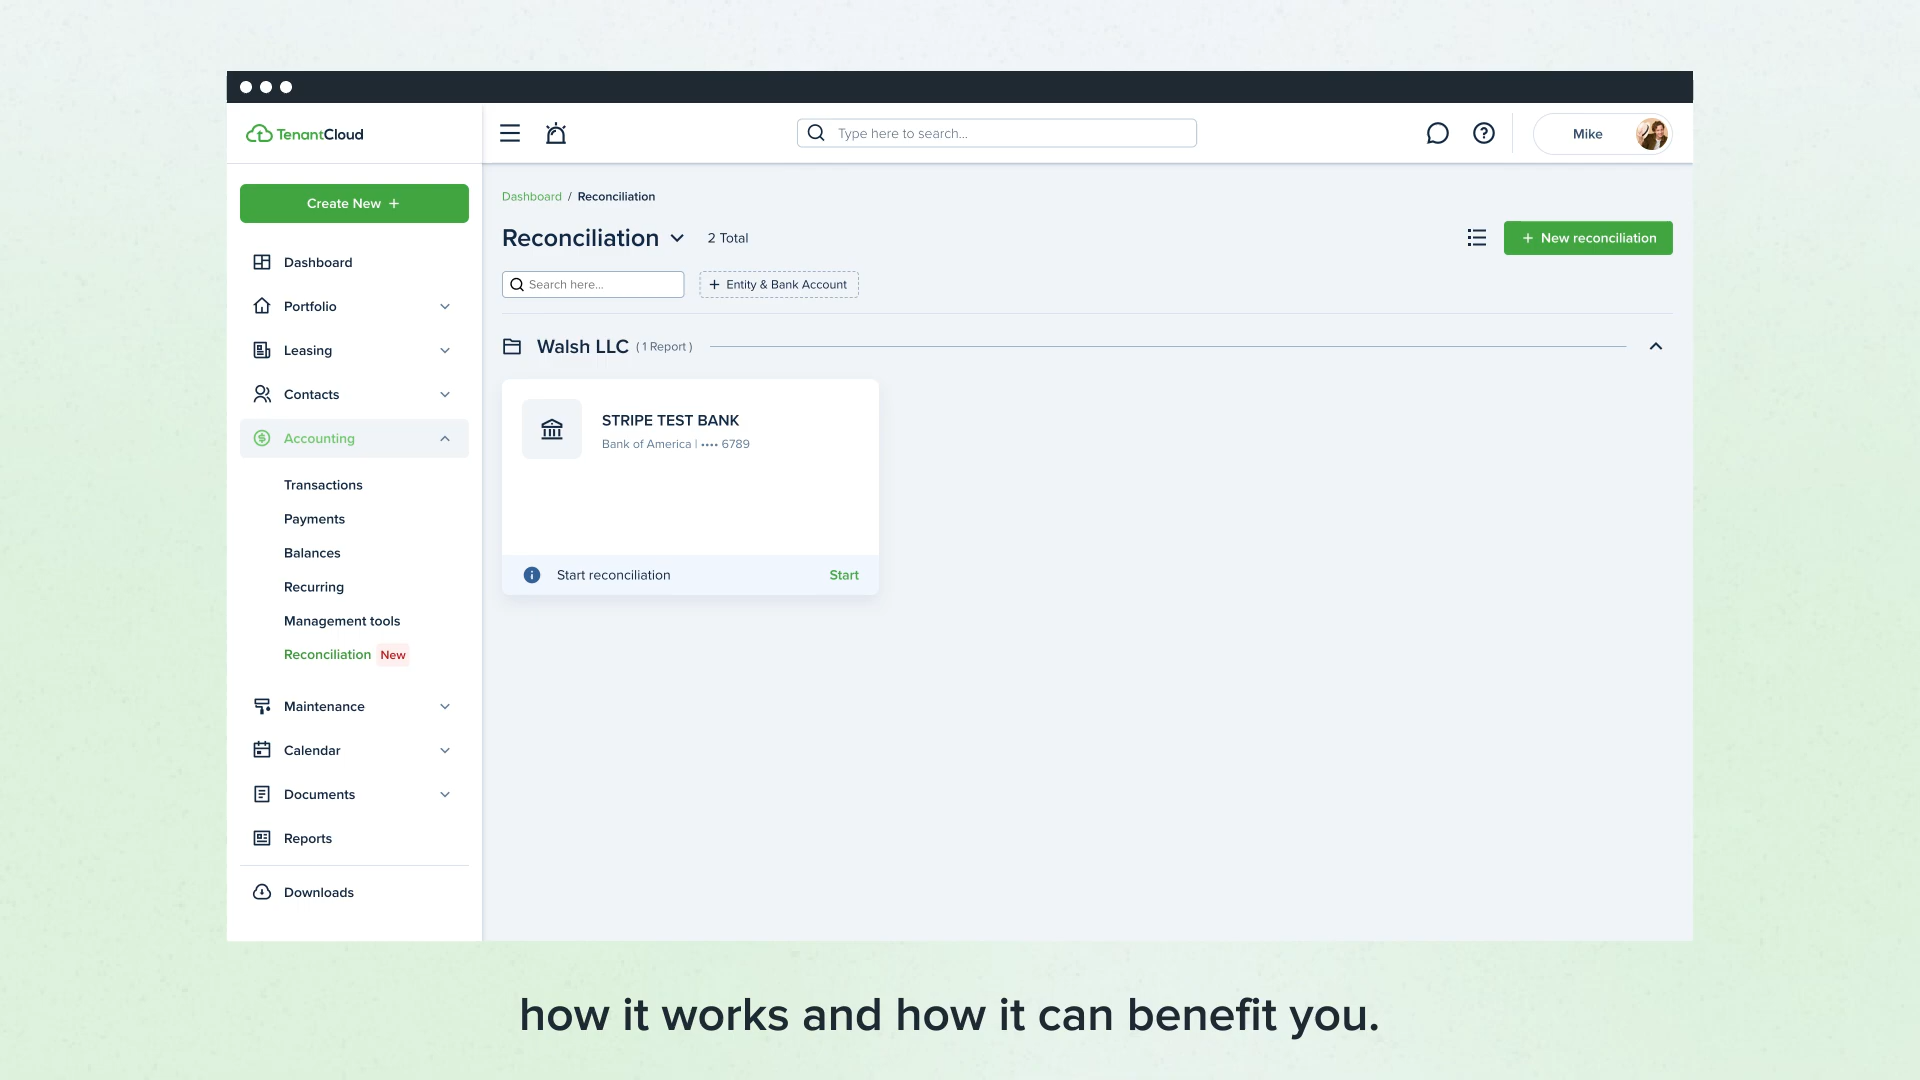 TenantCloud
Type here to search...
Mike
Create New
Dashboard
Portfolio
Leasing
Contacts
Accounting
Transactions
Payments
Balances
Recurring
Management tools
Reconciliation New
Maintenance
Calendar
Documents
Reports
Downloads
Dashboard / Reconciliation
Reconciliation 2 Total
+ New reconciliation
Search here...
+ Entity & Bank Account
Walsh LLC ( 1 Report )
STRIPE TEST BANK
Bank of America | •••• 6789
Start reconciliation Start
how it works and how it can benefit you.